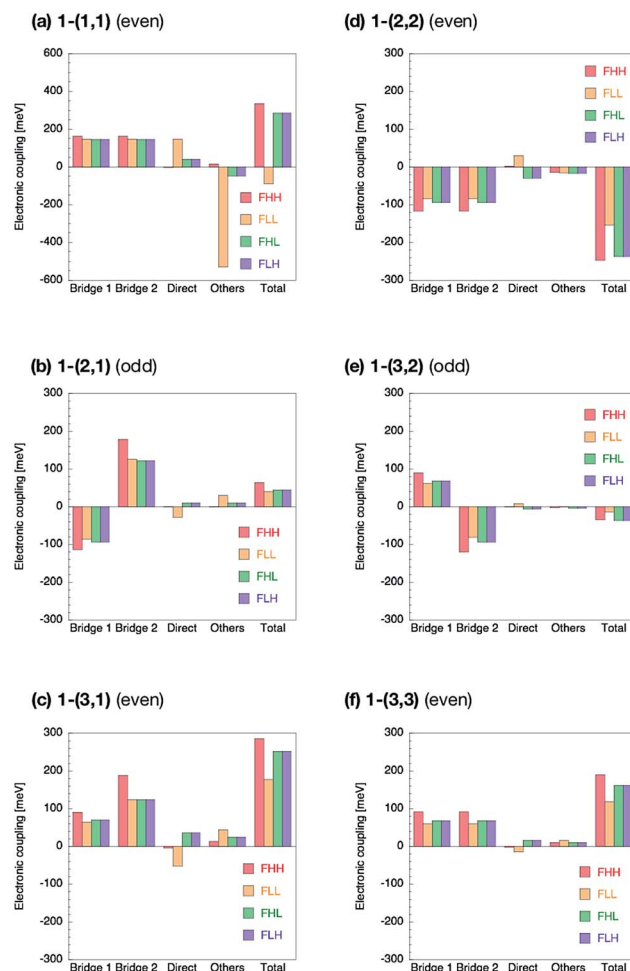 (a) 1-(1,1) (even)
Electronic coupling [meV]
600
400
200
0
-200
-400
-600
FHH
FLL
FHL
FLH
Bridge 1 Bridge 2 Direct Others Total
(d) 1-(2,2) (even)
Electronic coupling [meV]
300
200
100
0
-100
-200
-300
FHH
FLL
FHL
FLH
Bridge 1 Bridge 2 Direct Others Total
(b) 1-(2,1) (odd)
Electronic coupling [meV]
300
200
100
0
-100
-200
-300
FHH
FLL
FHL
FLH
Bridge 1 Bridge 2 Direct Others Total
(e) 1-(3,2) (odd)
Electronic coupling [meV]
300
200
100
0
-100
-200
-300
FHH
FLL
FHL
FLH
Bridge 1 Bridge 2 Direct Others Total
(c) 1-(3,1) (even)
Electronic coupling [meV]
300
200
100
0
-100
-200
-300
FHH
FLL
FHL
FLH
Bridge 1 Bridge 2 Direct Others Total
(f) 1-(3,3) (even)
Electronic coupling [meV]
300
200
100
0
-100
-200
-300
FHH
FLL
FHL
FLH
Bridge 1 Bridge 2 Direct Others Total